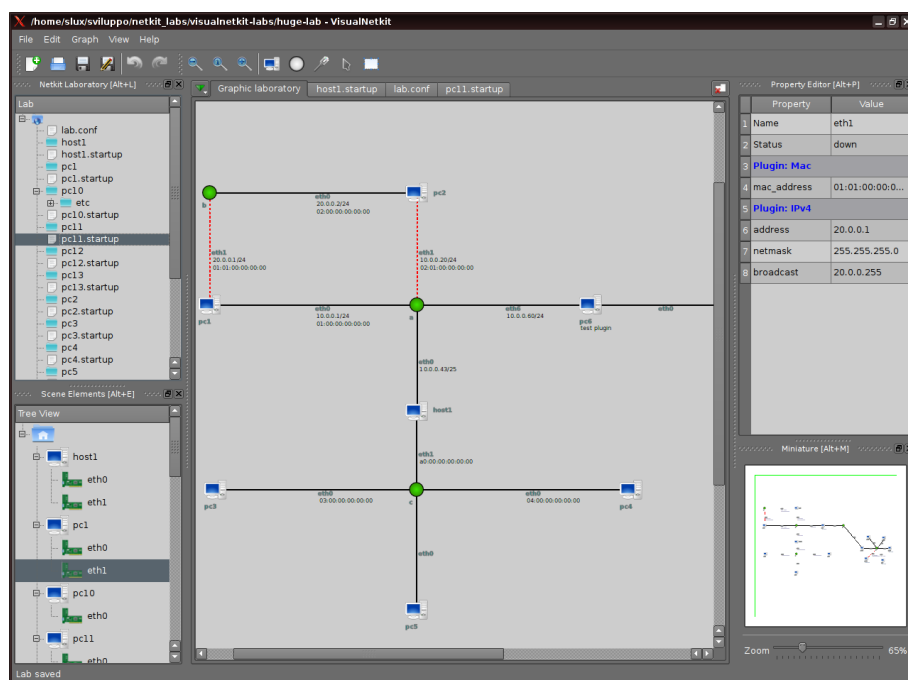 /home/slux/sviluppo/netkit_labs/visualnetkit-labs/huge-lab - VisualNetkit
File Edit Graph View Help
Netkit Laboratory [Alt+L]
Lab
lab.conf
host1
host1.startup
pc1
pc1.startup
pc10
etc
pc10.startup
pc11
pc11.startup
pc12
pc12.startup
pc13
pc13.startup
pc2
pc2.startup
pc3
pc3.startup
pc4
pc4.startup
pc5
Scene Elements [Alt+E]
Tree View
host1
eth0
eth1
pc1
eth0
eth1
pc10
eth0
pc11
eth0
Graphic laboratory host1.startup lab.conf pc11.startup
b
eth0
20.0.0.2/24
02:00:00:00:00:00
pc2
eth1
20.0.0.1/24
01:01:00:00:00:00
eth1
10.0.0.20/24
02:01:00:00:00:00
pc1
eth0
10.0.0.1/24
01:00:00:00:00:00
a
eth6
10.0.0.60/24
pc6
test plugin
eth0
eth0
10.0.0.43/25
host1
eth1
a0:00:00:00:00:00
pc3
eth0
03:00:00:00:00:00
c
eth0
04:00:00:00:00:00
pc4
eth0
pc5
Property Editor [Alt+P]
Property Value
1 Name eth1
2 Status down
3 Plugin: Mac
4 mac_address 01:01:00:00:0...
5 Plugin: IPv4
6 address 20.0.0.1
7 netmask 255.255.255.0
8 broadcast 20.0.0.255
Miniature [Alt+M]
Zoom 65%
Lab saved